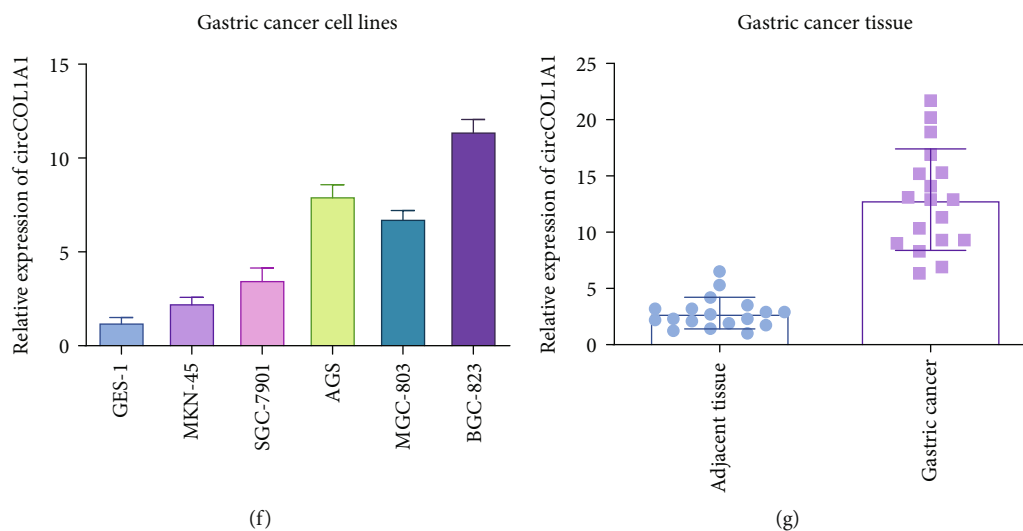 Gastric cancer cell lines
Relative expression of circCOL1A1
15
10
5
0
GES-1
MKN-45
SGC-7901
AGS
MGC-803
BGC-823
(f)
Gastric cancer tissue
Relative expression of circCOL1A1
25
20
15
10
5
0
Adjacent tissue
Gastric cancer
(g)